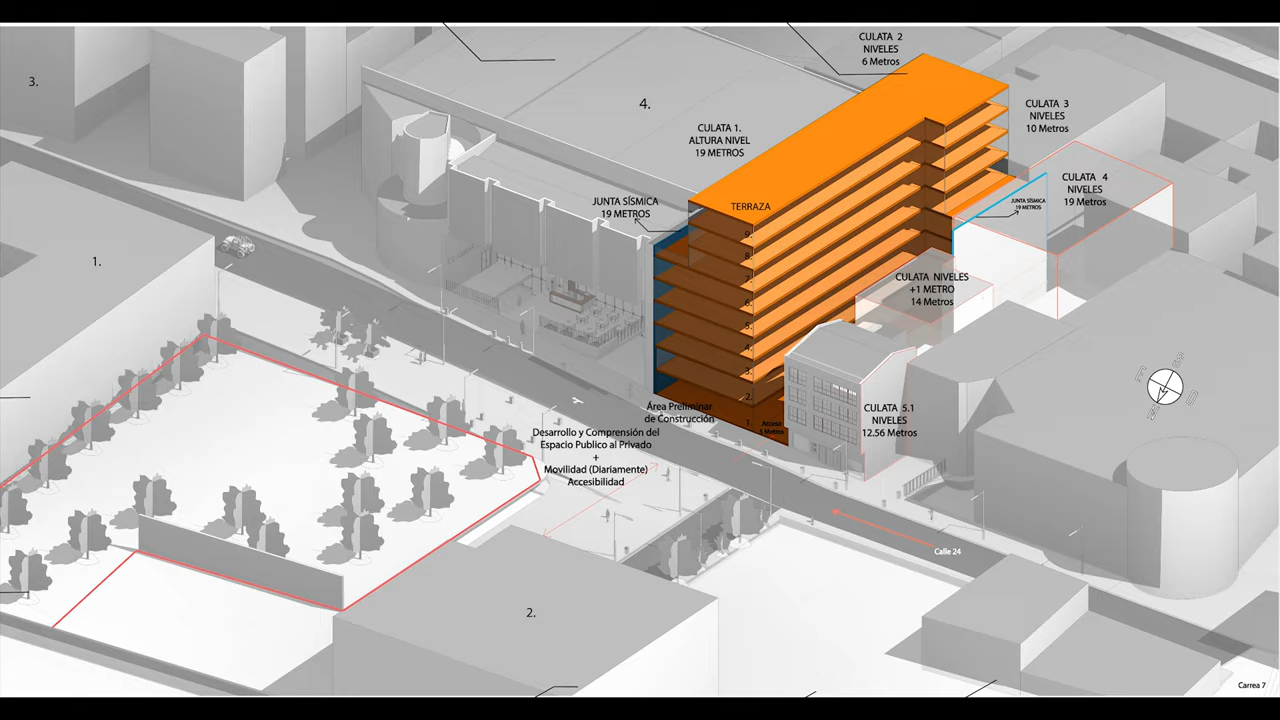 CULATA 2
NIVELES
6 Metros
3.
4.
CULATA 3
NIVELES
10 Metros
CULATA 1.
ALTURA NIVEL
19 METROS
CULATA 4
NIVELES
19 Metros
JUNTA SÍSMICA
19 METROS
JUNTA SÍSMICA
19 METROS
TERRAZA
9.
8.
7.
6.
5.
4.
3.
2.
1.
1.
CULATA NIVELES
+1 METRO
14 Metros
Área Preliminar
de Construcción
Acceso
5 Metros
CULATA 5.1
NIVELES
12.56 Metros
Desarrollo y Comprensión del
Espacio Publico al Privado
+
Movilidad (Diariamente)
Accesibilidad
Calle 24
2.
Carrea 7